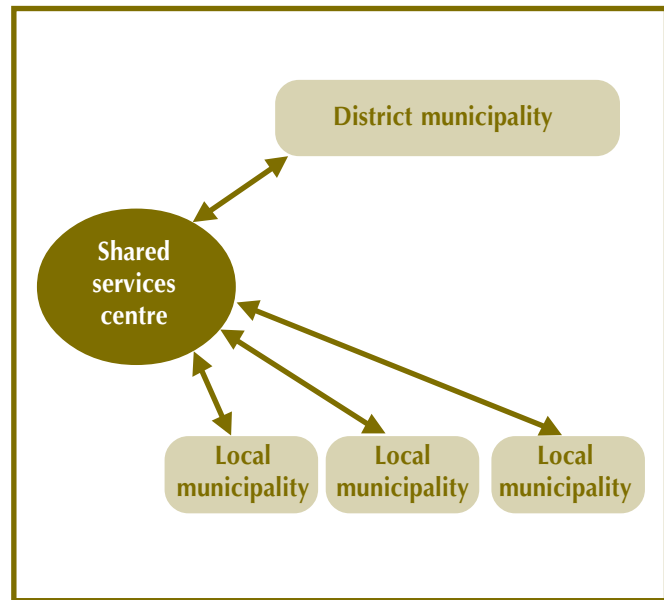 District municipality
Shared
services
centre
Local
municipality
Local
municipality
Local
municipality